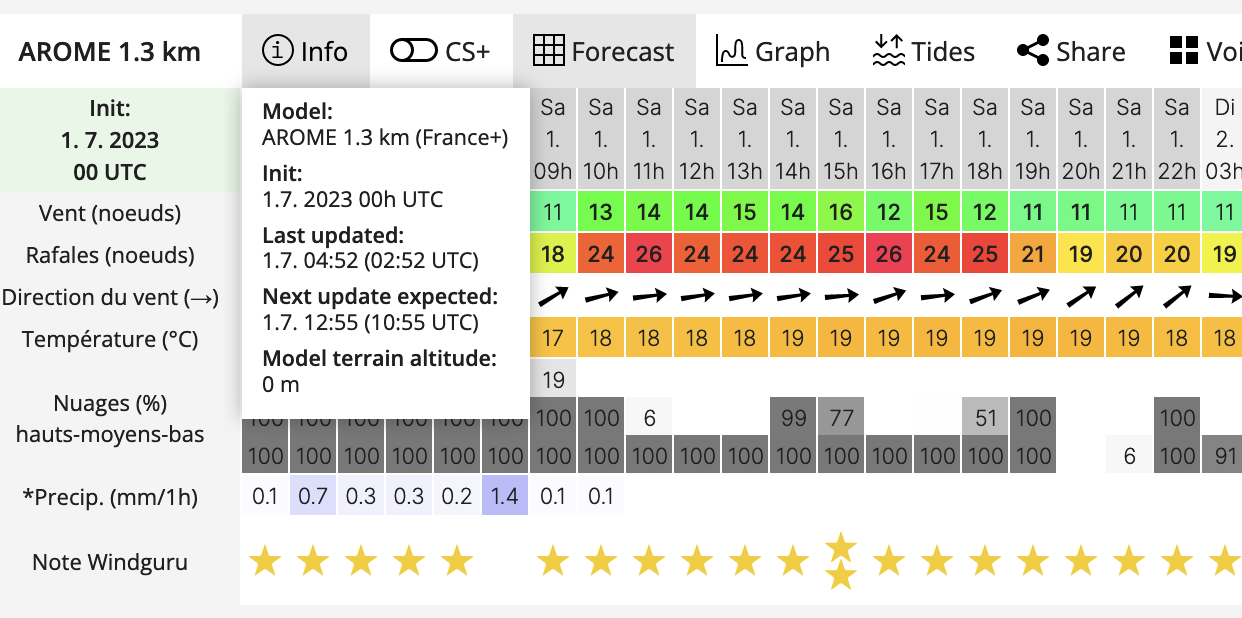 AROME 1.3 km
Info
CS+
Forecast
Graph
Tides
Share
Voi
Init:
1. 7. 2023
00 UTC
Model:
AROME 1.3 km (France+)
Init:
1.7. 2023 00h UTC
Last updated:
1.7. 04:52 (02:52 UTC)
Next update expected:
1.7. 12:55 (10:55 UTC)
Model terrain altitude:
0 m
Sa Sa Sa Sa Sa Sa Sa Sa Sa Sa Sa Sa Sa Sa Di
1. 1. 1. 1. 1. 1. 1. 1. 1. 1. 1. 1. 1. 1. 2.
09h 10h 11h 12h 13h 14h 15h 16h 17h 18h 19h 20h 21h 22h 03h
Vent (noeuds) 11 13 14 14 15 14 16 12 15 12 11 11 11 11 11
Rafales (noeuds) 18 24 26 24 24 24 25 26 24 25 21 19 20 20 19
Direction du vent (→)
Température (°C) 17 18 18 18 18 19 19 19 19 19 19 19 19 18 18
19
Nuages (%)
100 100 100 100 100 100 100 100 6 99 77 51 100 100
hauts-moyens-bas
100 100 100 100 100 100 100 100 100 100 100 100 100 100 100 100 100 6 100 91
*Precip. (mm/1h) 0.1 0.7 0.3 0.3 0.2 1.4 0.1 0.1
Note Windguru